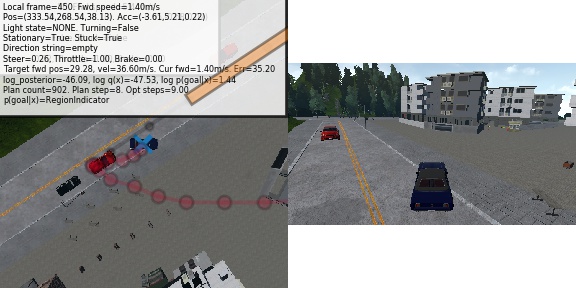 Local frame=450: Fwd speed=1.40m/s.
Pos=(333.54,268.54,38.13). Acc=(-3.61,5.21,0.22)
Light state=NONE. Turning=False
Stationary=True. Stuck=True
Direction string=empty
Steer=0.26; Throttle=1.00, Brake=0.00
Target fwd pos=29.28, vel=36.60m/s. Cur fwd=1.40m/s. Err=35.20
log_posterior=-46.09, log q(x)=-47.53, log p(goal|x)=1.44
Plan count=902. Plan step=8. Opt steps=9.00
p(goal|x)=RegionIndicator